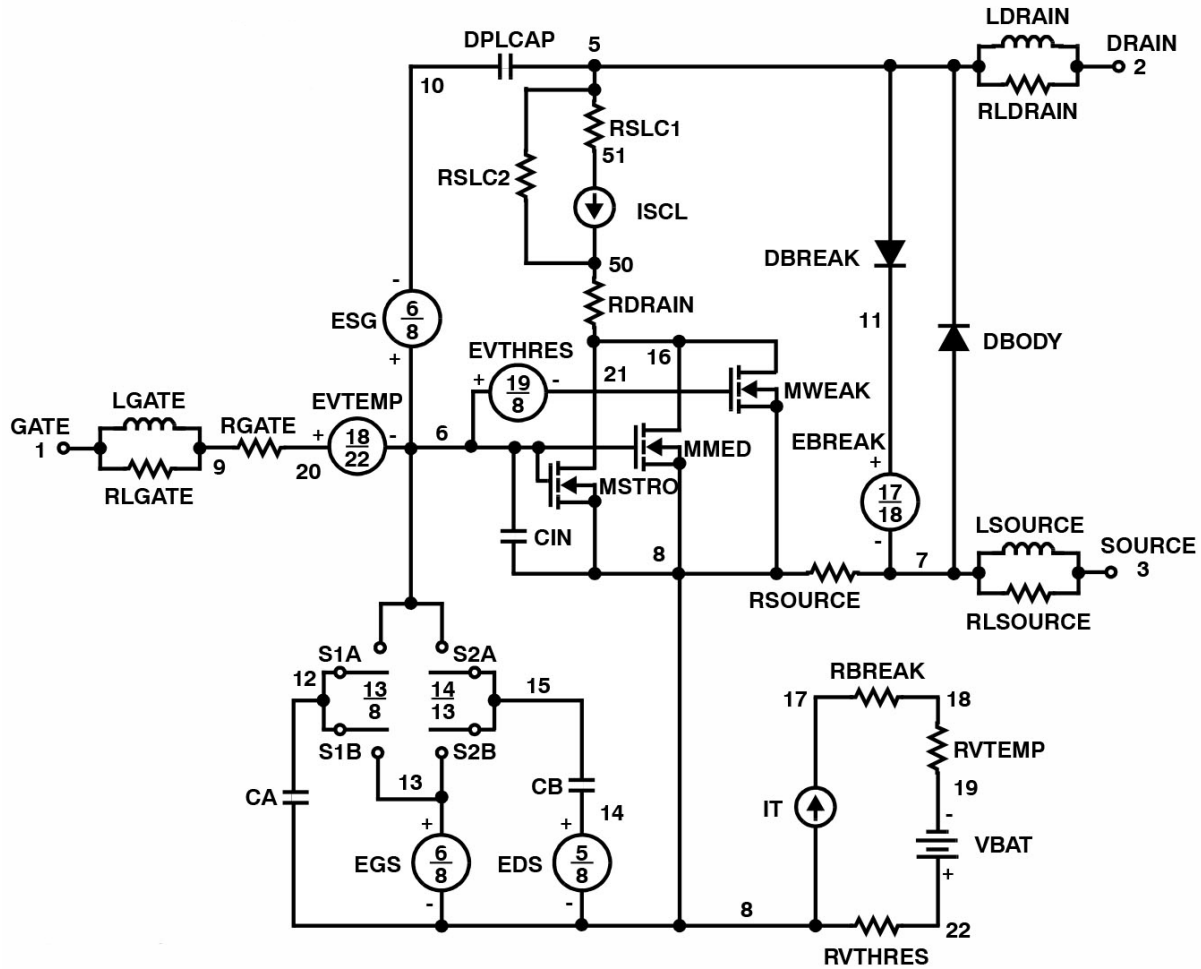 LDRAIN
DPLCAP
5
DRAIN
2
10
RLDRAIN
RSLC1
51
RSLC2
ISCL
50
DBREAK
-
RDRAIN
ESG
6
8
11
DBODY
+
EVTHRES
16
21
+
19
8
-
MWEAK
LGATE
EVTEMP
GATE
1
RGATE
+
18
22
-
6
EBREAK
MMED
+
9
20
RLGATE
MSTRO
17
18
CIN
LSOURCE
-
8
7
SOURCE
3
RSOURCE
RLSOURCE
S1A
S2A
12
13
8
14
13
15
RBREAK
17
18
S1B
S2B
RVTEMP
13
CB
CA
19
14
IT
-
+
+
VBAT
EGS
6
8
EDS
5
8
+
-
-
8
22
RVTHRES